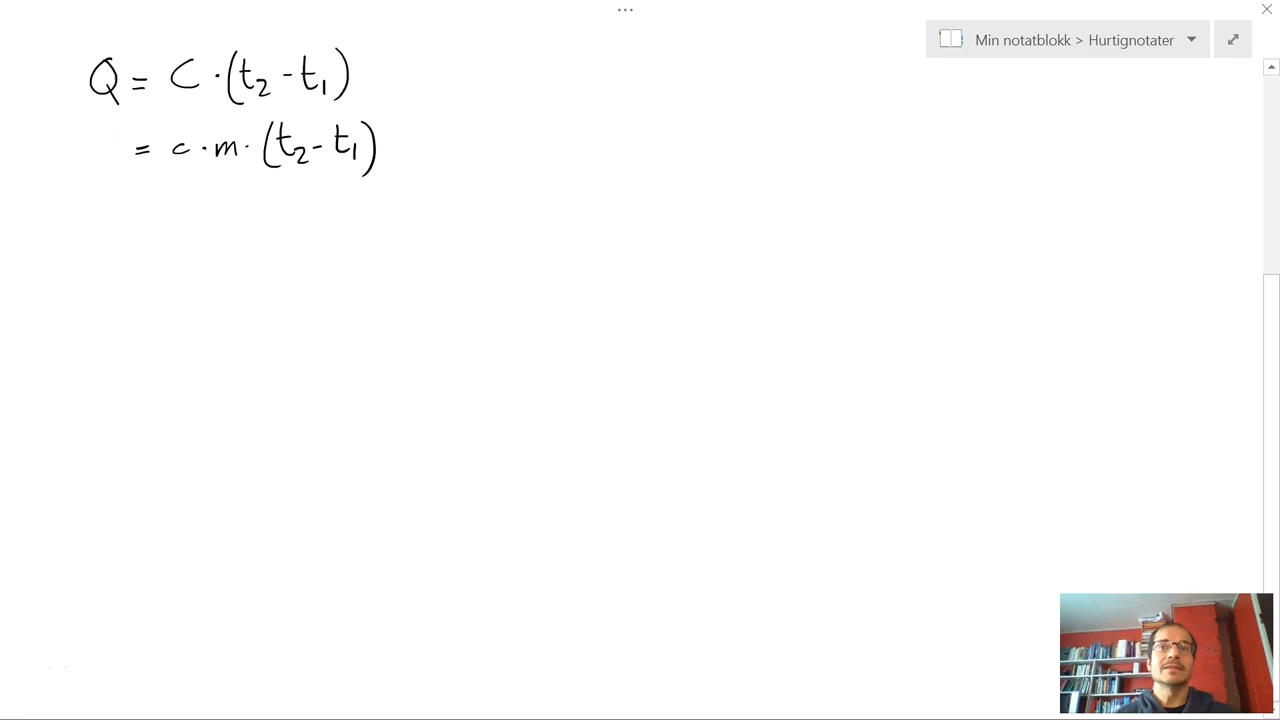 Min notatblokk > Hurtignotater
Q = C · (t₂ - t₁)
= c · m · (t₂ - t₁)